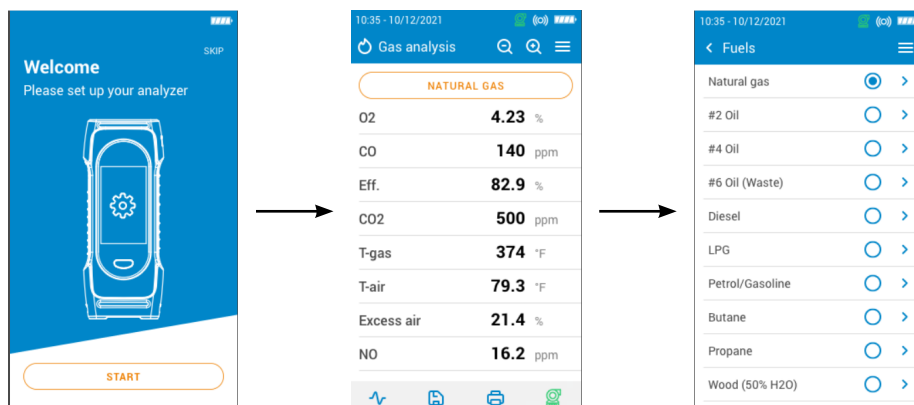 SKIP
Welcome
Please set up your analyzer
START
10:35 - 10/12/2021
Gas analysis
NATURAL GAS
O2 4.23 %
CO 140 ppm
Eff. 82.9 %
CO2 500 ppm
T-gas 374 °F
T-air 79.3 °F
Excess air 21.4 %
NO 16.2 ppm
10:35 - 10/12/2021
Fuels
Natural gas
#2 Oil
#4 Oil
#6 Oil (Waste)
Diesel
LPG
Petrol/Gasoline
Butane
Propane
Wood (50% H2O)